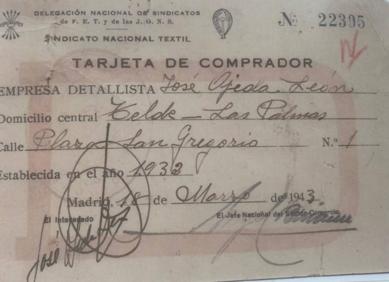 DELEGACIÓN NACIONAL DE SINDICATOS
de F. E. T. y de las J. O. N. S.
Nº 22395
SINDICATO NACIONAL TEXTIL
TARJETA DE COMPRADOR
EMPRESA DETALLISTA José Ojeda León
Domicilio central Telde - Las Palmas
Calle Plaza San Gregorio N.º 1
Establecida en el año 1932
Madrid, 18 de Marzo de 1943
El Interesado
El Jefe Nacional del
José